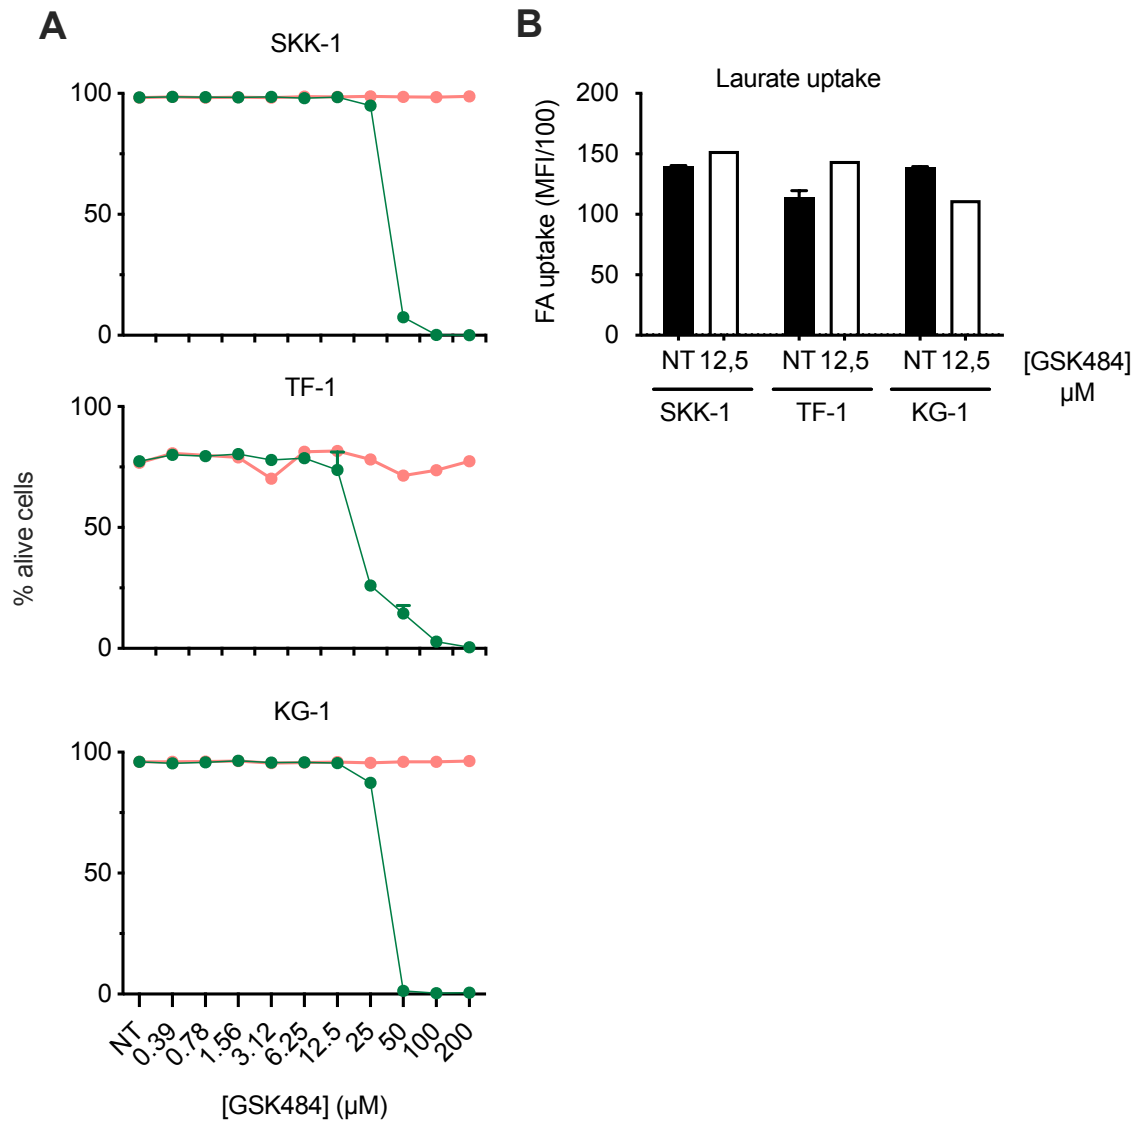 A
SKK-1
100
50
0
TF-1
100
50
0
% alive cells
KG-1
100
50
0
NT 0.39 0.78 1.56 3.12 6.25 12.5 25 50 100 200
[GSK484] (µM)
B
Laurate uptake
200
150
100
50
0
FA uptake (MFI/100)
NT 12,5 NT 12,5 NT 12,5
[GSK484]
µM
SKK-1 TF-1 KG-1